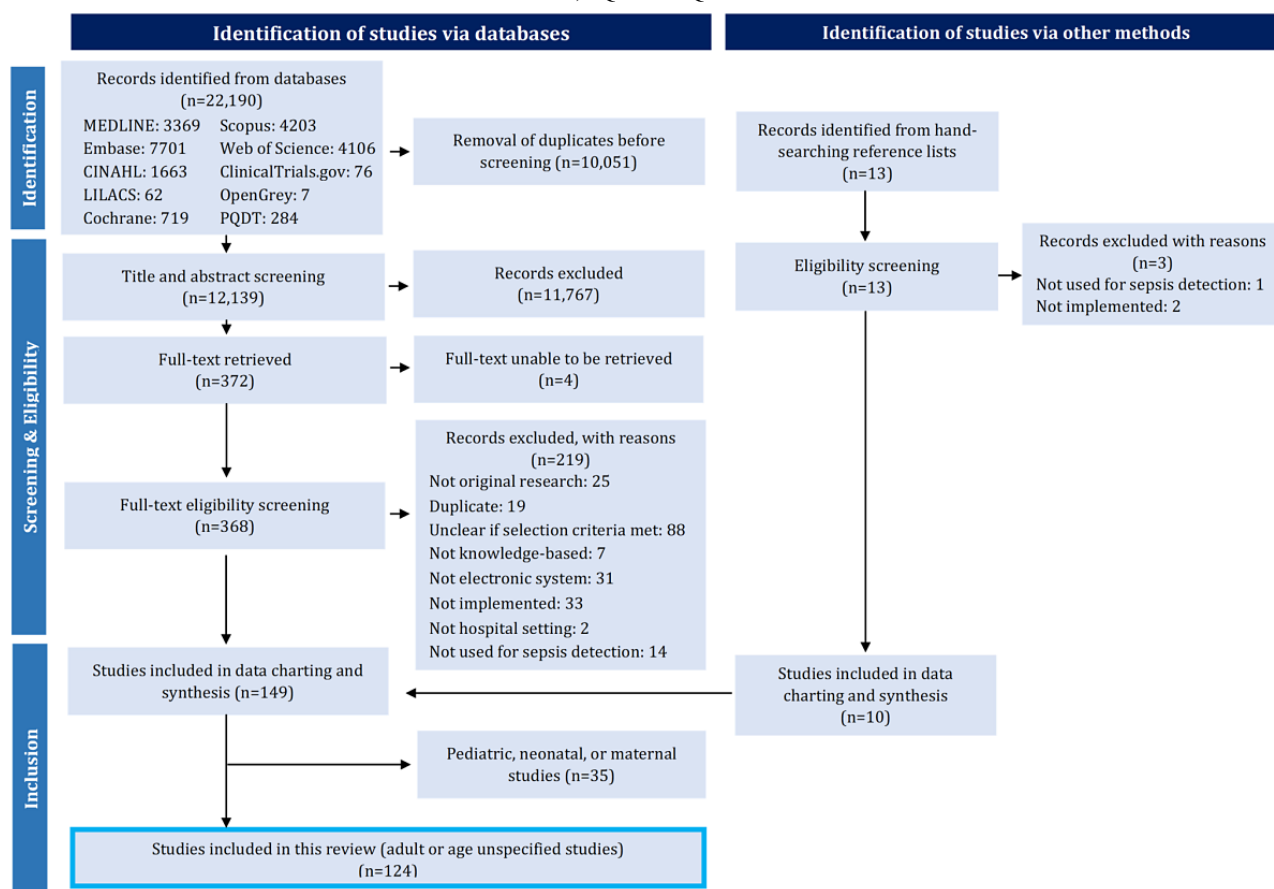 Identification of studies via databases
Identification of studies via other methods
Identification
Records identified from databases
(n=22,190)
MEDLINE: 3369 Scopus: 4203
Embase: 7701 Web of Science: 4106
CINAHL: 1663 ClinicalTrials.gov: 76
LILACS: 62 OpenGrey: 7
Cochrane: 719 PQDT: 284
Removal of duplicates before
screening (n=10,051)
Records identified from hand-
searching reference lists
(n=13)
Screening & Eligibility
Title and abstract screening
(n=12,139)
Records excluded
(n=11,767)
Eligibility screening
(n=13)
Records excluded with reasons
(n=3)
Not used for sepsis detection: 1
Not implemented: 2
Full-text retrieved
(n=372)
Full-text unable to be retrieved
(n=4)
Full-text eligibility screening
(n=368)
Records excluded, with reasons
(n=219)
Not original research: 25
Duplicate: 19
Unclear if selection criteria met: 88
Not knowledge-based: 7
Not electronic system: 31
Not implemented: 33
Not hospital setting: 2
Not used for sepsis detection: 14
Inclusion
Studies included in data charting and
synthesis (n=149)
Studies included in data
charting and synthesis
(n=10)
Pediatric, neonatal, or maternal
studies (n=35)
Studies included in this review (adult or age unspecified studies)
(n=124)